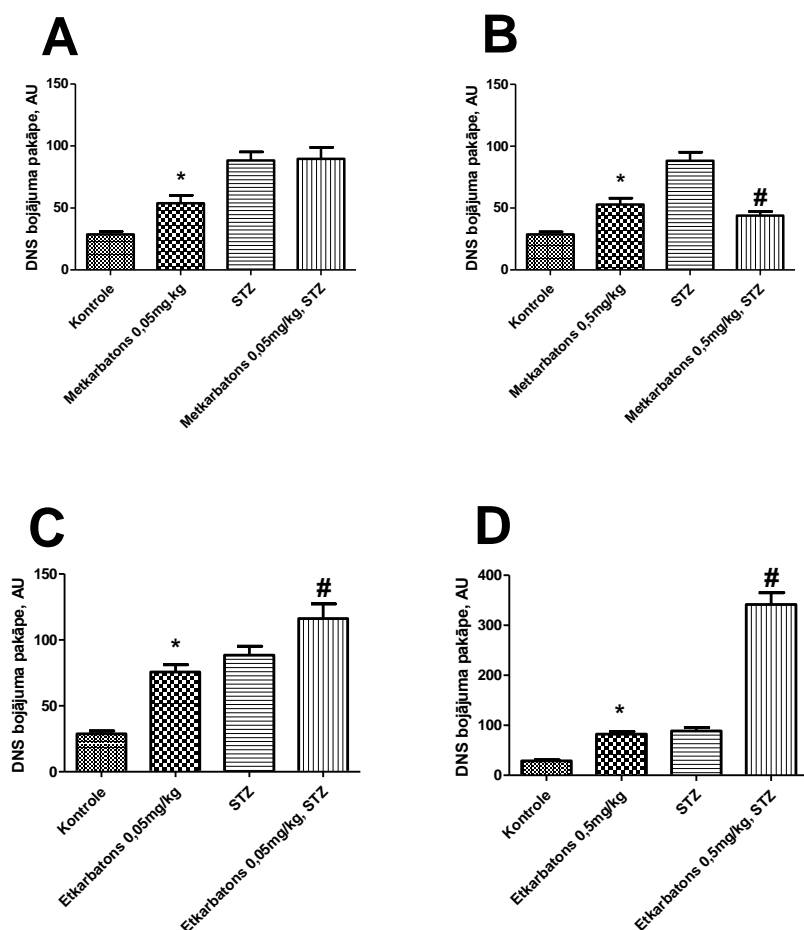 A
DNS bojājuma pakāpe, AU
150
100
50
0
*
Kontrole
Metkarbatons 0,05mg.kg
STZ
Metkarbatons 0,05mg/kg, STZ
B
DNS bojājuma pakāpe, AU
150
100
50
0
*
#
Kontrole
Metkarbatons 0,5mg/kg
STZ
Metkarbatons 0,5mg/kg, STZ
C
DNS bojājuma pakāpe, AU
150
100
50
0
*
#
Kontrole
Etkarbatons 0,05mg/kg
STZ
Etkarbatons 0,05mg/kg, STZ
D
DNS bojājuma pakāpe, AU
400
300
200
100
0
*
#
Kontrole
Etkarbatons 0,5mg/kg
STZ
Etkarbatons 0,5mg/kg, STZ